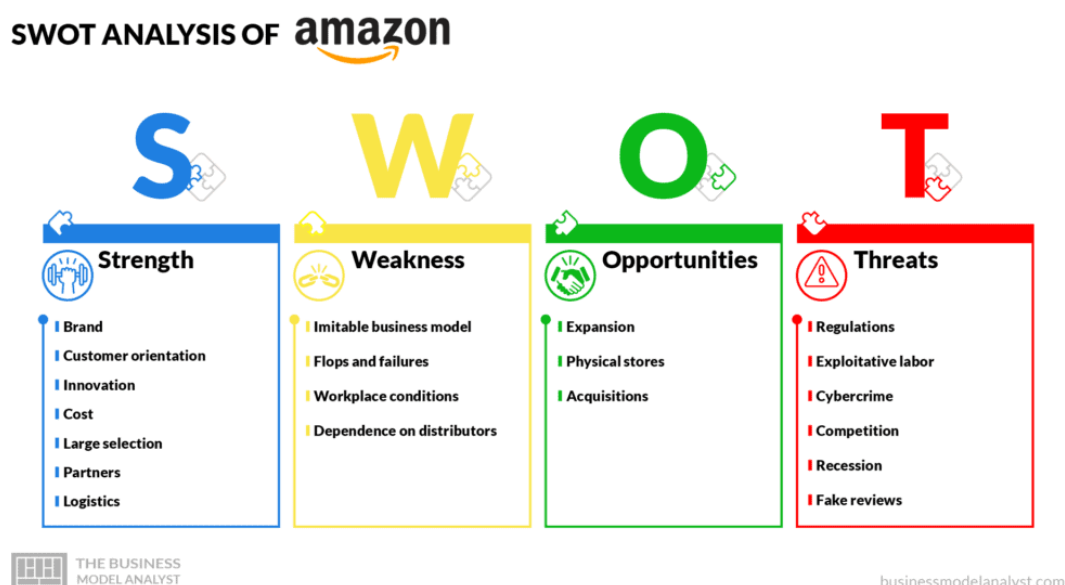 SWOT ANALYSIS OF amazon
S
W
O
T
Strength
Brand
Customer orientation
Innovation
Cost
Large selection
Partners
Logistics
Weakness
Imitable business model
Flops and failures
Workplace conditions
Dependence on distributors
Opportunities
Expansion
Physical stores
Acquisitions
Threats
Regulations
Exploitative labor
Cybercrime
Competition
Recession
Fake reviews
THE BUSINESS
MODEL ANALYST
businessmodelanalyst.com